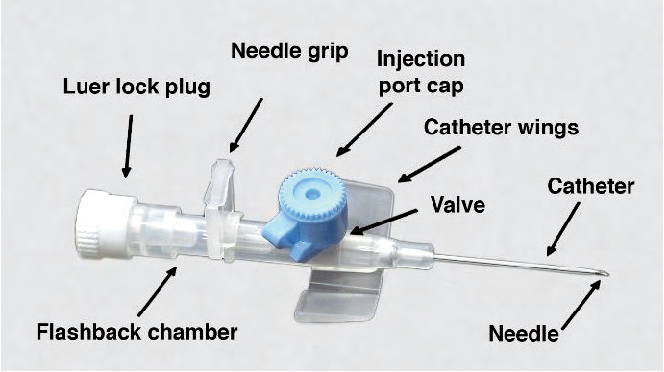 Needle grip
Injection
port cap
Luer lock plug
Catheter wings
Catheter
Valve
Flashback chamber
Needle